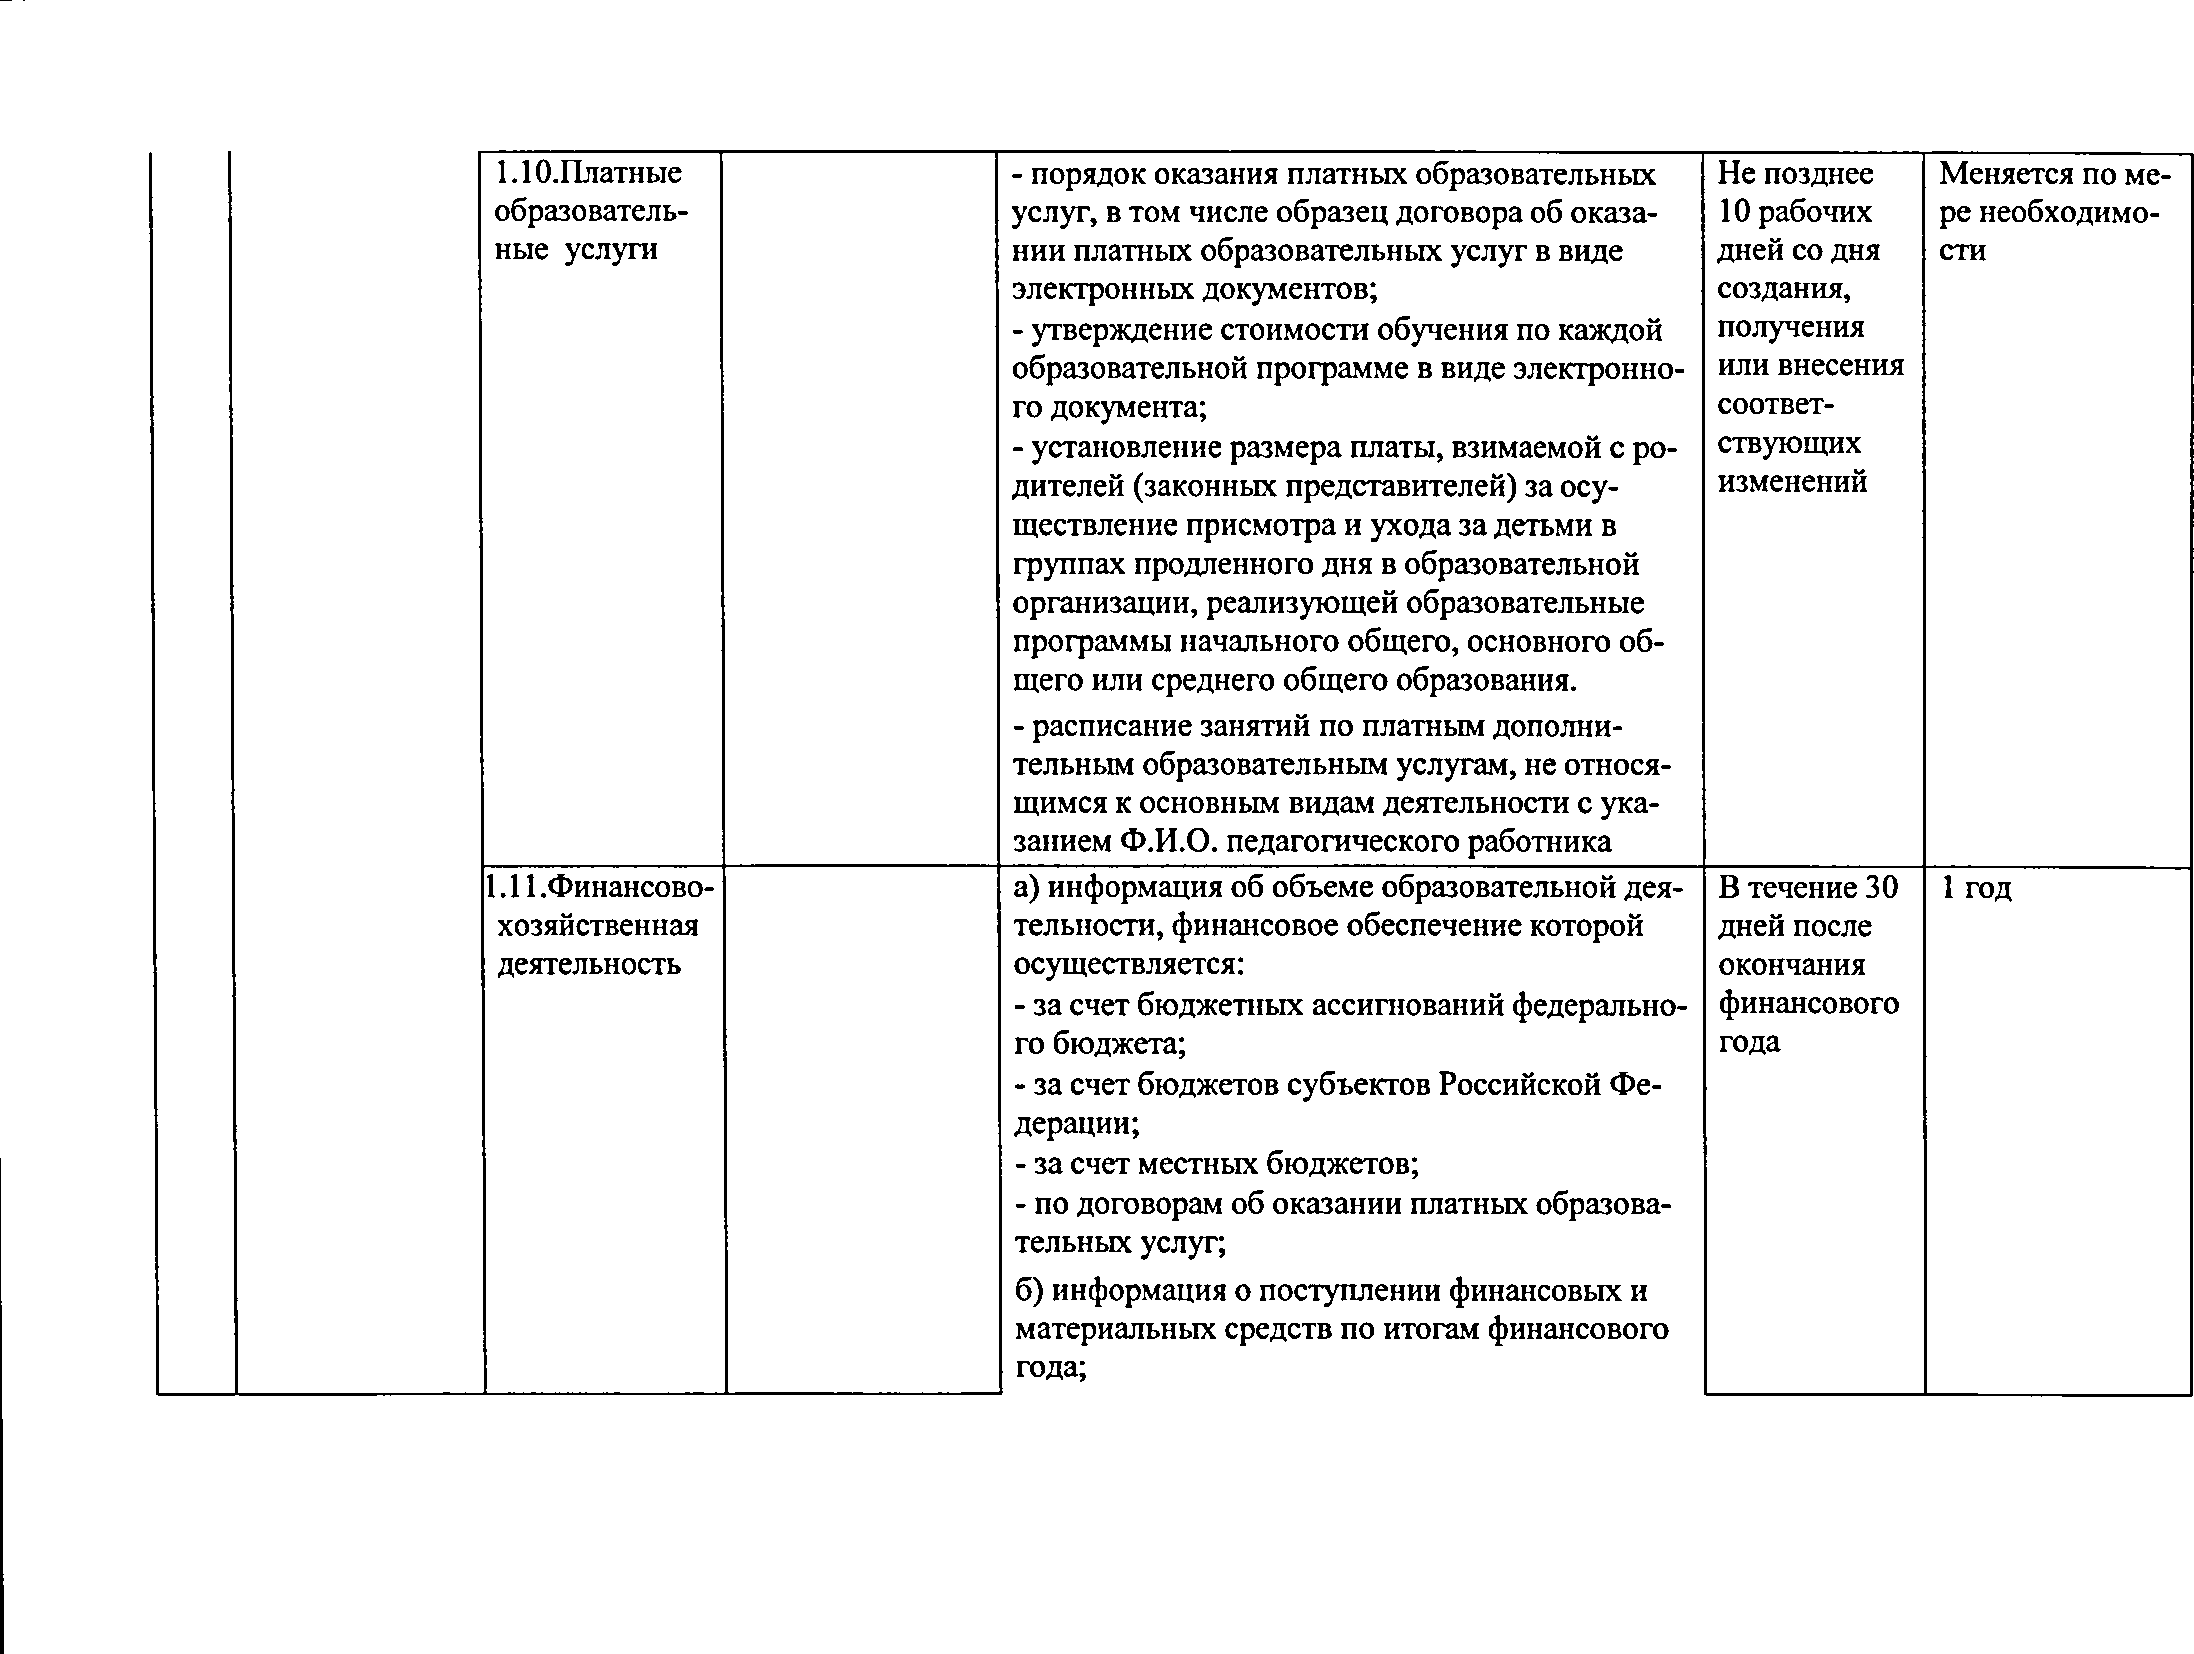 1.10.Платные
образователь-
ные услуги
- порядок оказания платных образовательных
услуг, в том числе образец договора об оказа-
нии платных образовательных услуг в виде
электронных документов;
- утверждение стоимости обучения по каждой
образовательной программе в виде электронно-
го документа;
- установление размера платы, взимаемой с ро-
дителей (законных представителей) за осу-
ществление присмотра и ухода за детьми в
группах продленного дня в образовательной
организации, реализующей образовательные
программы начального общего, основного об-
щего или среднего общего образования.
- расписание занятий по платным дополни-
тельным образовательным услугам, не относя-
щимся к основным видам деятельности с ука-
занием Ф.И.О. педагогического работника
Не позднее
10 рабочих
дней со дня
создания,
получения
или внесения
соответ-
ствующих
изменений
Меняется по ме-
ре необходимо-
сти
1.11.Финансово-
хозяйственная
деятельность
а) информация об объеме образовательной дея-
тельности, финансовое обеспечение которой
осуществляется:
- за счет бюджетных ассигнований федерально-
го бюджета;
- за счет бюджетов субъектов Российской Фе-
дерации;
- за счет местных бюджетов;
- по договорам об оказании платных образова-
тельных услуг;
б) информация о поступлении финансовых и
материальных средств по итогам финансового
года;
В течение 30
дней после
окончания
финансового
года
1 год